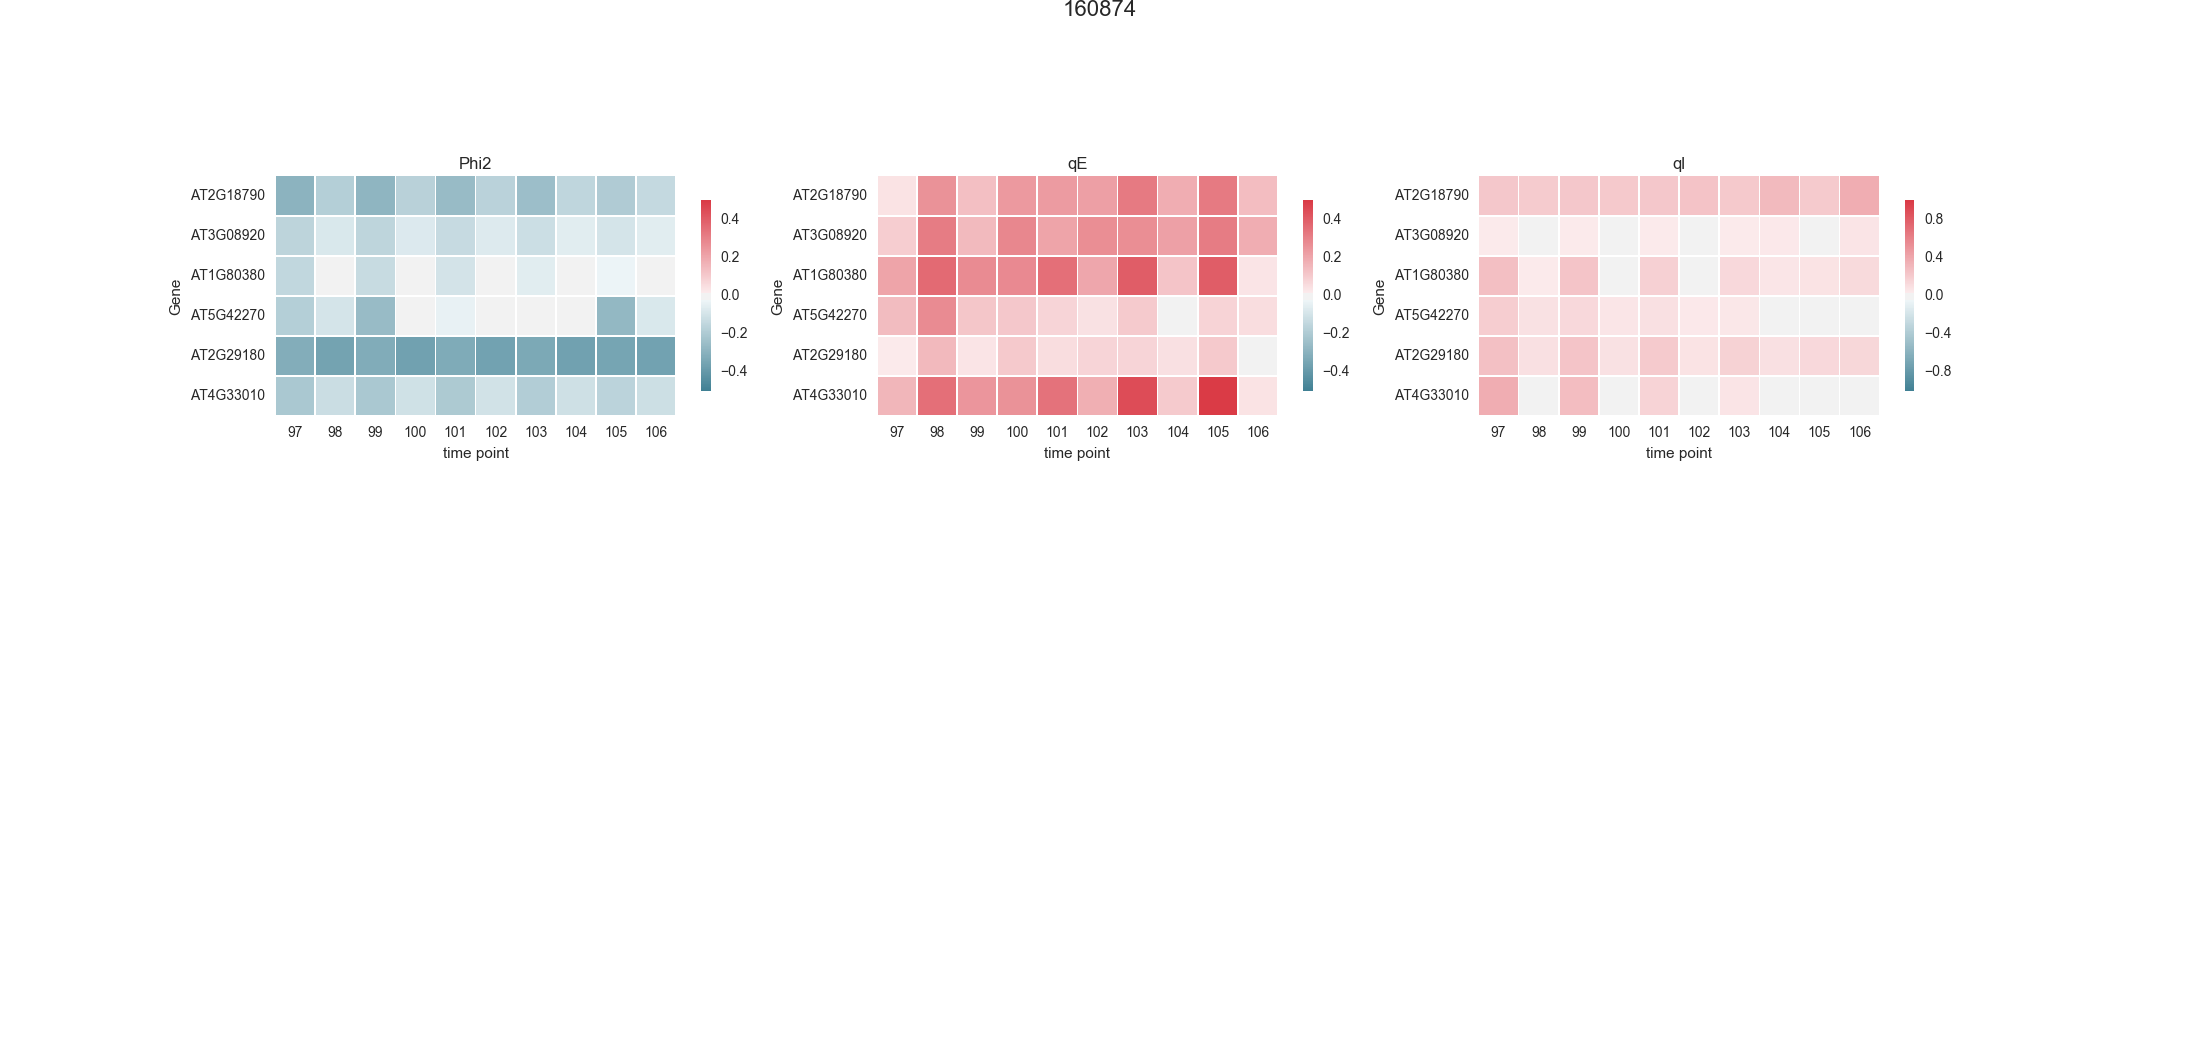 160874
Phi2
AT2G18790
AT3G08920
AT1G80380
AT5G42270
AT2G29180
AT4G33010
Gene
97 98 99 100 101 102 103 104 105 106
time point
0.4
0.2
0.0
−0.2
−0.4
qE
AT2G18790
AT3G08920
AT1G80380
AT5G42270
AT2G29180
AT4G33010
Gene
97 98 99 100 101 102 103 104 105 106
time point
0.4
0.2
0.0
−0.2
−0.4
qI
AT2G18790
AT3G08920
AT1G80380
AT5G42270
AT2G29180
AT4G33010
Gene
97 98 99 100 101 102 103 104 105 106
time point
0.8
0.4
0.0
−0.4
−0.8